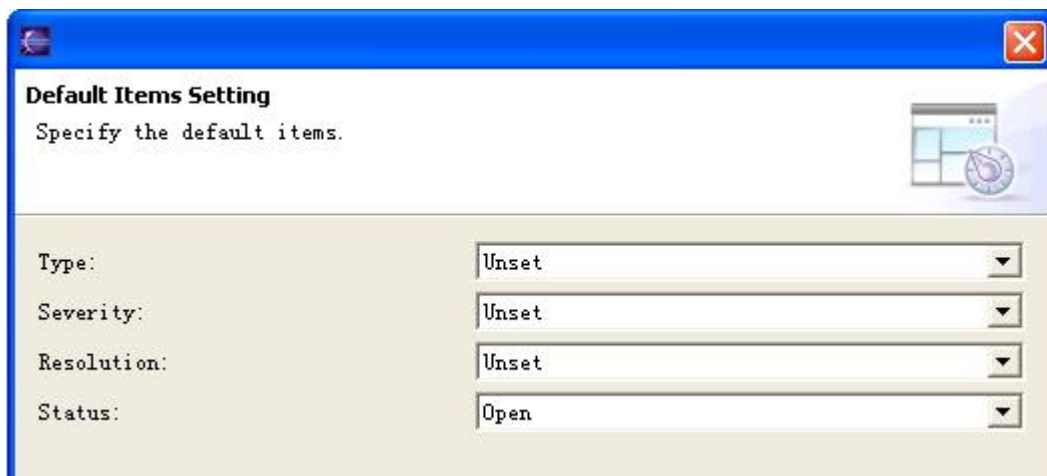 Default Items Setting
Specify the default items.
Type: Unset
Severity: Unset
Resolution: Unset
Status: Open